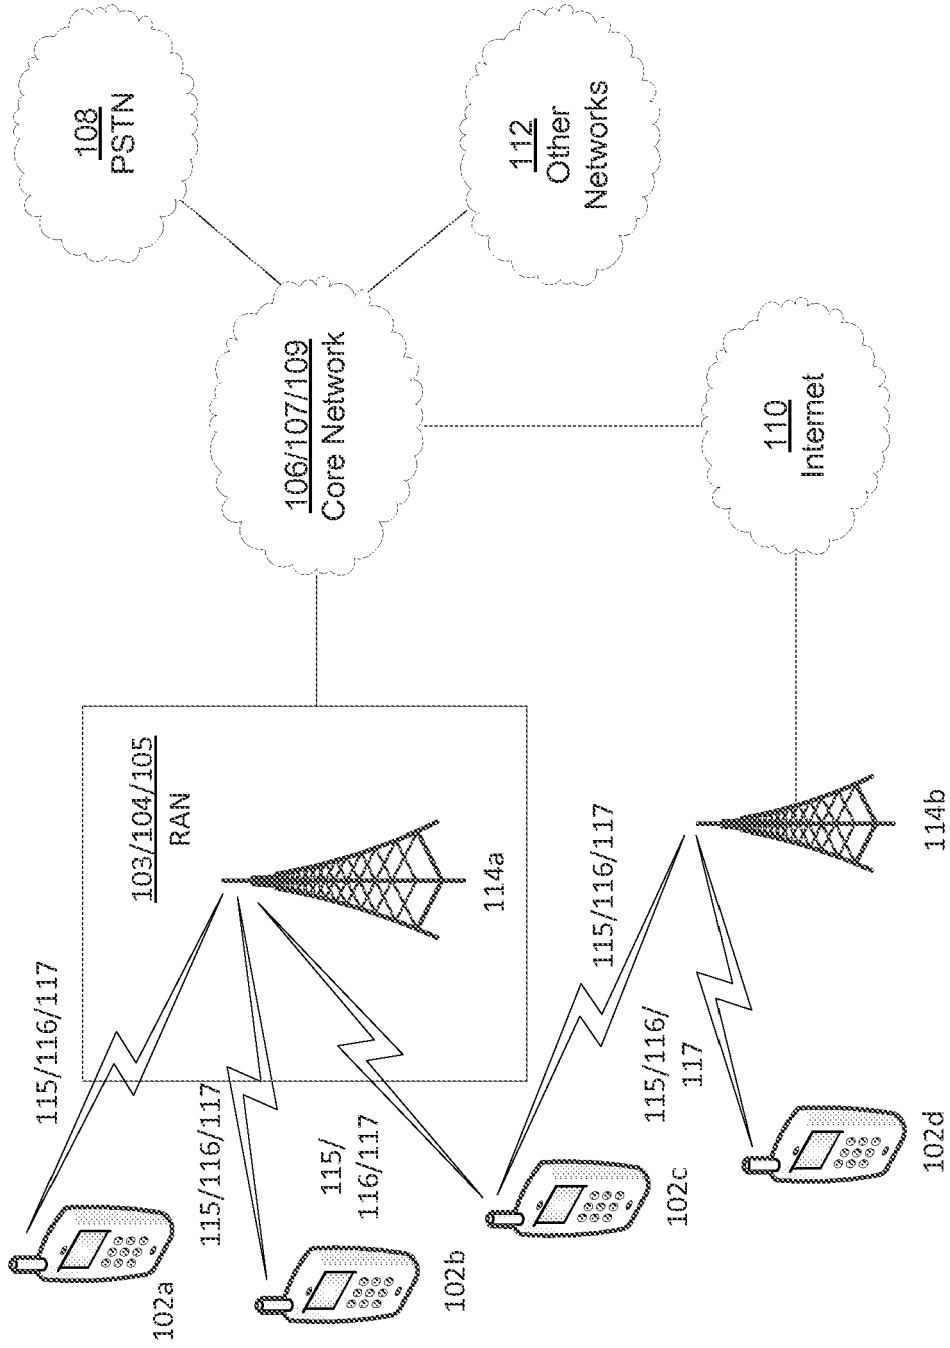 115/116/117
102a
115/116/117
102b
115/
116/117
102c
115/116/
117
102d
103/104/105
RAN
114a
115/116/117
114b
106/107/109
Core Network
108
PSTN
112
Other
Networks
110
Internet